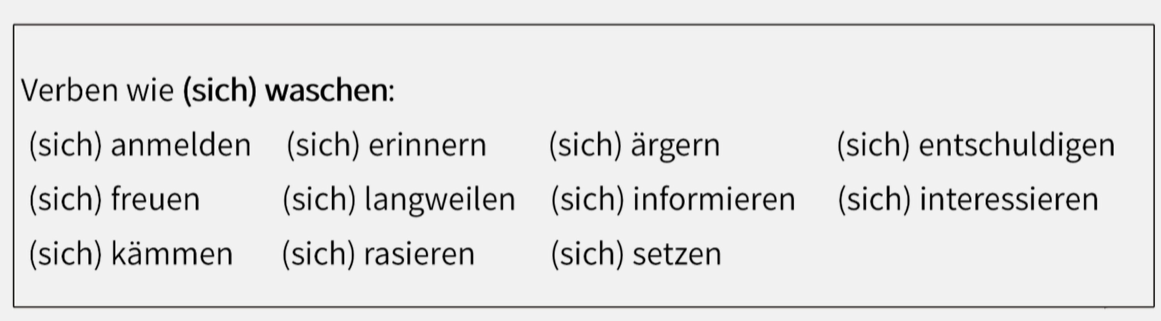 Verben wie (sich) waschen:
(sich) anmelden (sich) erinnern (sich) ärgern (sich) entschuldigen
(sich) freuen (sich) langweilen (sich) informieren (sich) interessieren
(sich) kämmen (sich) rasieren (sich) setzen